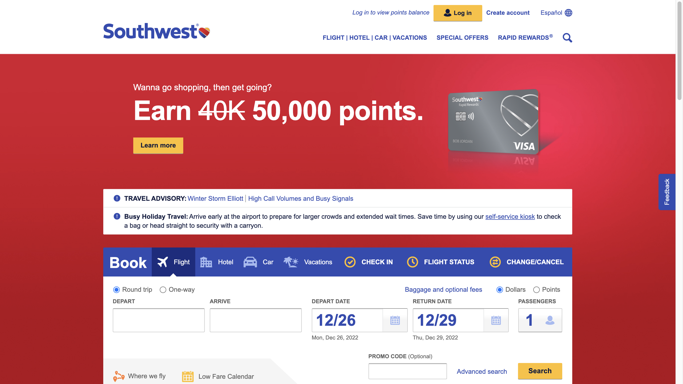 Log in to view points balance
Log in
Create account
Español
Southwest®
FLIGHT | HOTEL | CAR | VACATIONS
SPECIAL OFFERS
RAPID REWARDS®
Wanna go shopping, then get going?
Earn 40K 50,000 points.
Learn more
Southwest
VISA
Feedback
TRAVEL ADVISORY: Winter Storm Elliott | High Call Volumes and Busy Signals
Busy Holiday Travel: Arrive early at the airport to prepare for larger crowds and extended wait times. Save time by using our self-service kiosk to check
a bag or head straight to security with a carryon.
Book
Flight
Hotel
Car
Vacations
CHECK IN
FLIGHT STATUS
CHANGE/CANCEL
Round trip
One-way
Baggage and optional fees
Dollars
Points
DEPART
ARRIVE
DEPART DATE
RETURN DATE
PASSENGERS
12/26
12/29
1
Mon, Dec 26, 2022
Thu, Dec 29, 2022
PROMO CODE (Optional)
Where we fly
Low Fare Calendar
Advanced search
Search